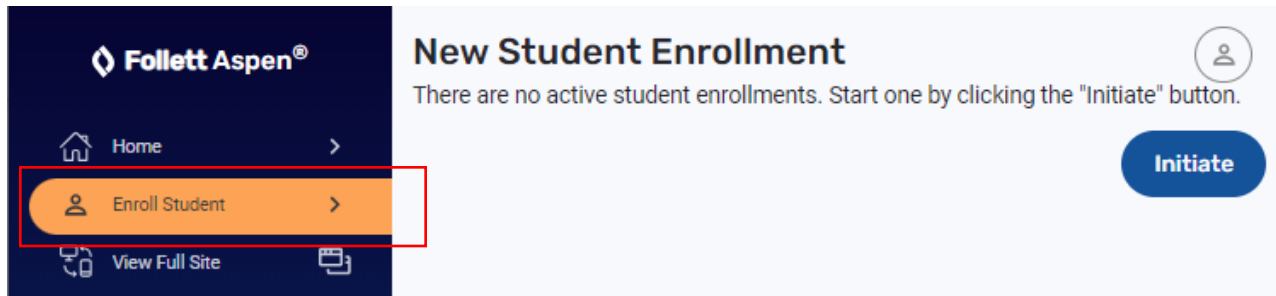 Follett Aspen®
Home
Enroll Student
View Full Site
New Student Enrollment
There are no active student enrollments. Start one by clicking the "Initiate" button.
Initiate